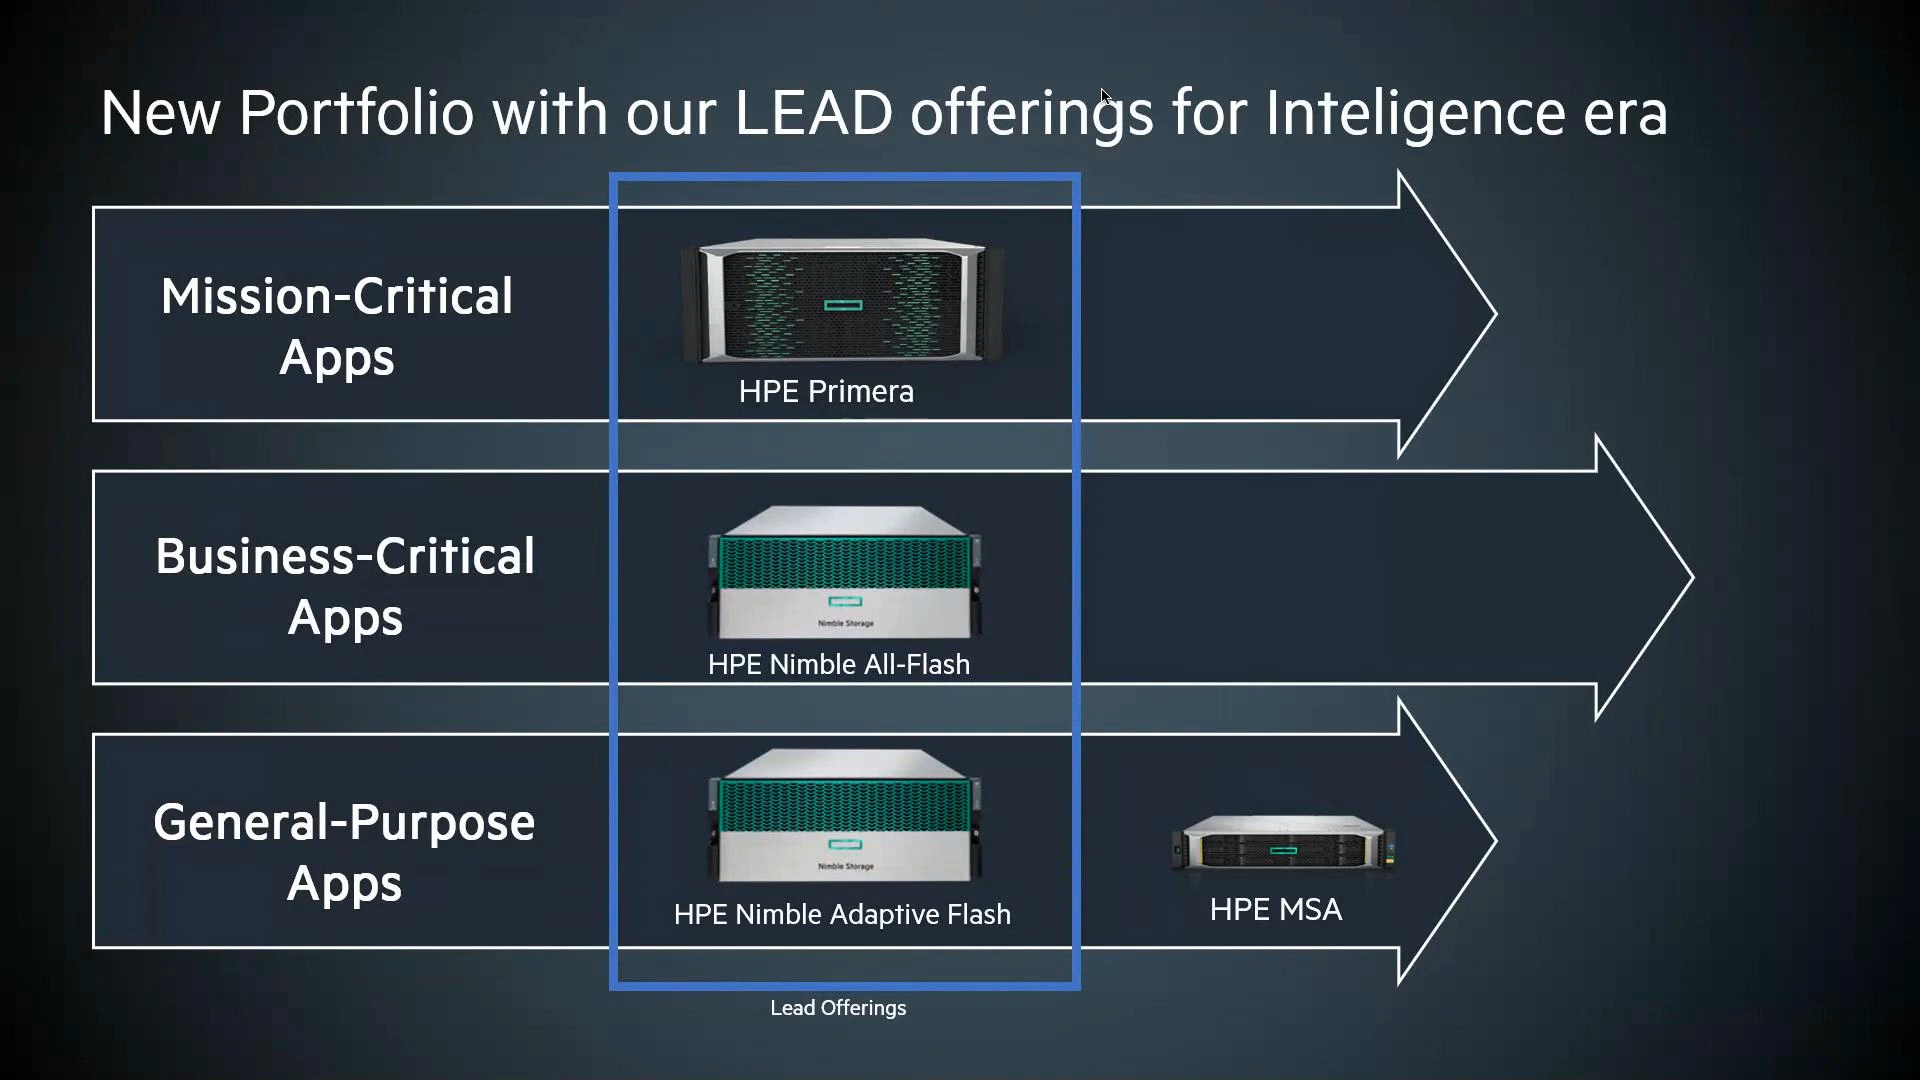 New Portfolio with our LEAD offerings for Inteligence era
Mission-Critical
Apps
HPE Primera
Business-Critical
Apps
Nimble Storage
HPE Nimble All-Flash
General-Purpose
Apps
Nimble Storage
HPE Nimble Adaptive Flash
HPE MSA
Lead Offerings